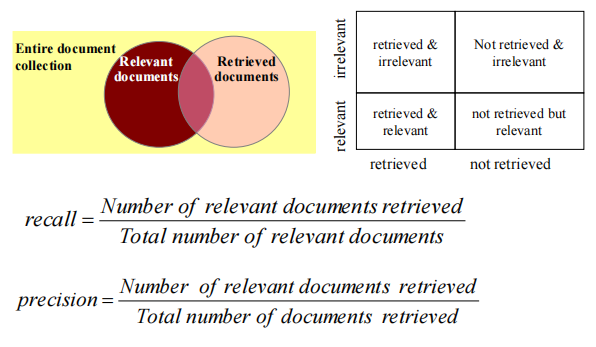 Entire document
collection
Relevant
documents
Retrieved
documents
irrelevant
retrieved &
irrelevant
Not retrieved &
irrelevant
relevant
retrieved &
relevant
not retrieved but
relevant
retrieved
not retrieved
recall = Number of relevant documents retrieved
Total number of relevant documents
precision = Number of relevant documents retrieved
Total number of documents retrieved